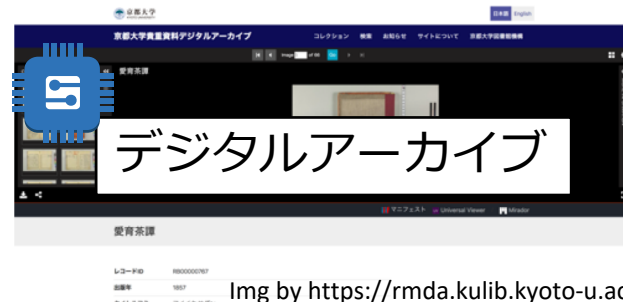 京都大学
日本語 English
京都大学貴重資料デジタルアーカイブ
コレクション 検索 お知らせ サイトについて 京都大学図書館機構
Image of 68 Go
愛育茶譚
デジタルアーカイブ
マニフェスト Universal Viewer Mirador
愛育茶譚
レコードID RB00000767
出版年 1857
Img by https://rmda.kulib.kyoto-u.ac